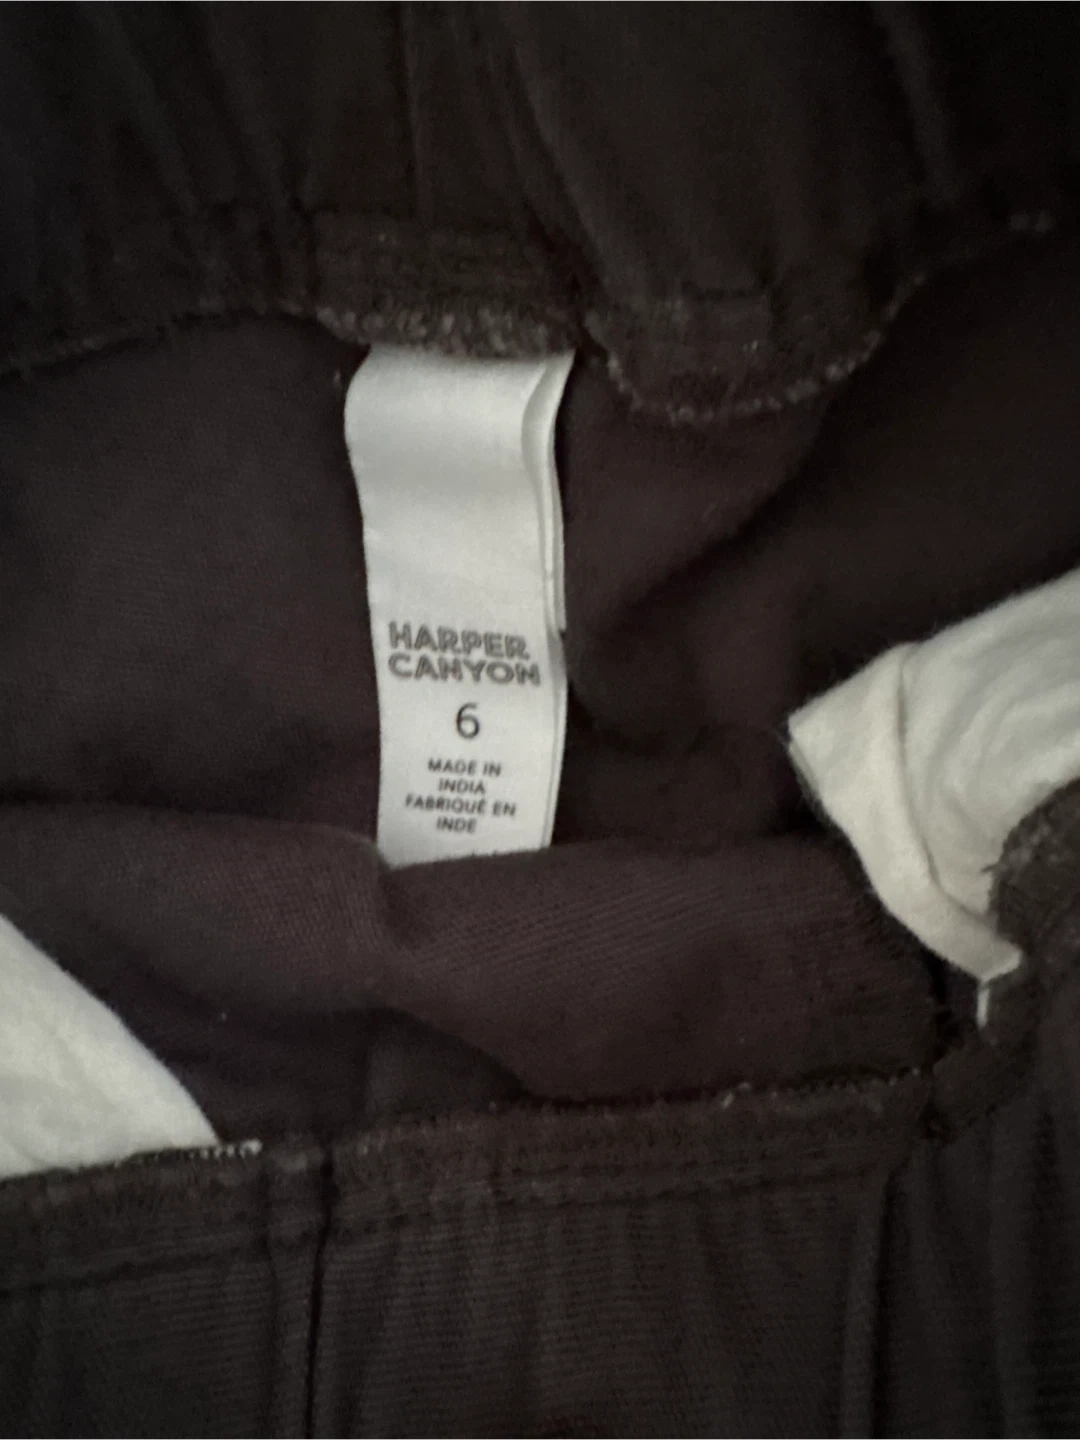 HARPER
CANYON
6
MADE IN
INDIA
FABRIQUÉ EN
INDE